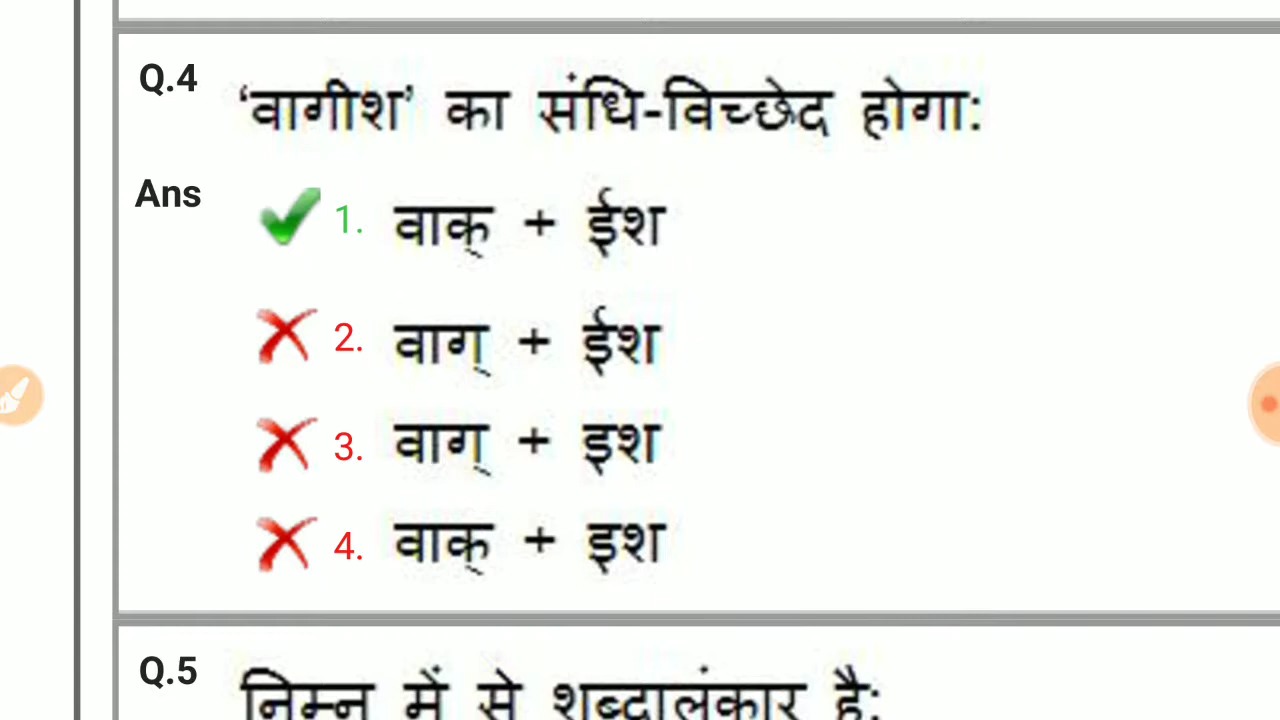 Q.4 ‘वागीश’ का संधि-विच्छेद होगा:
Ans 1. वाक् + ईश
2. वाग् + ईश
3. वाग् + इश
4. वाक् + इश
Q.5 निम्न में से शब्दालंकार है: